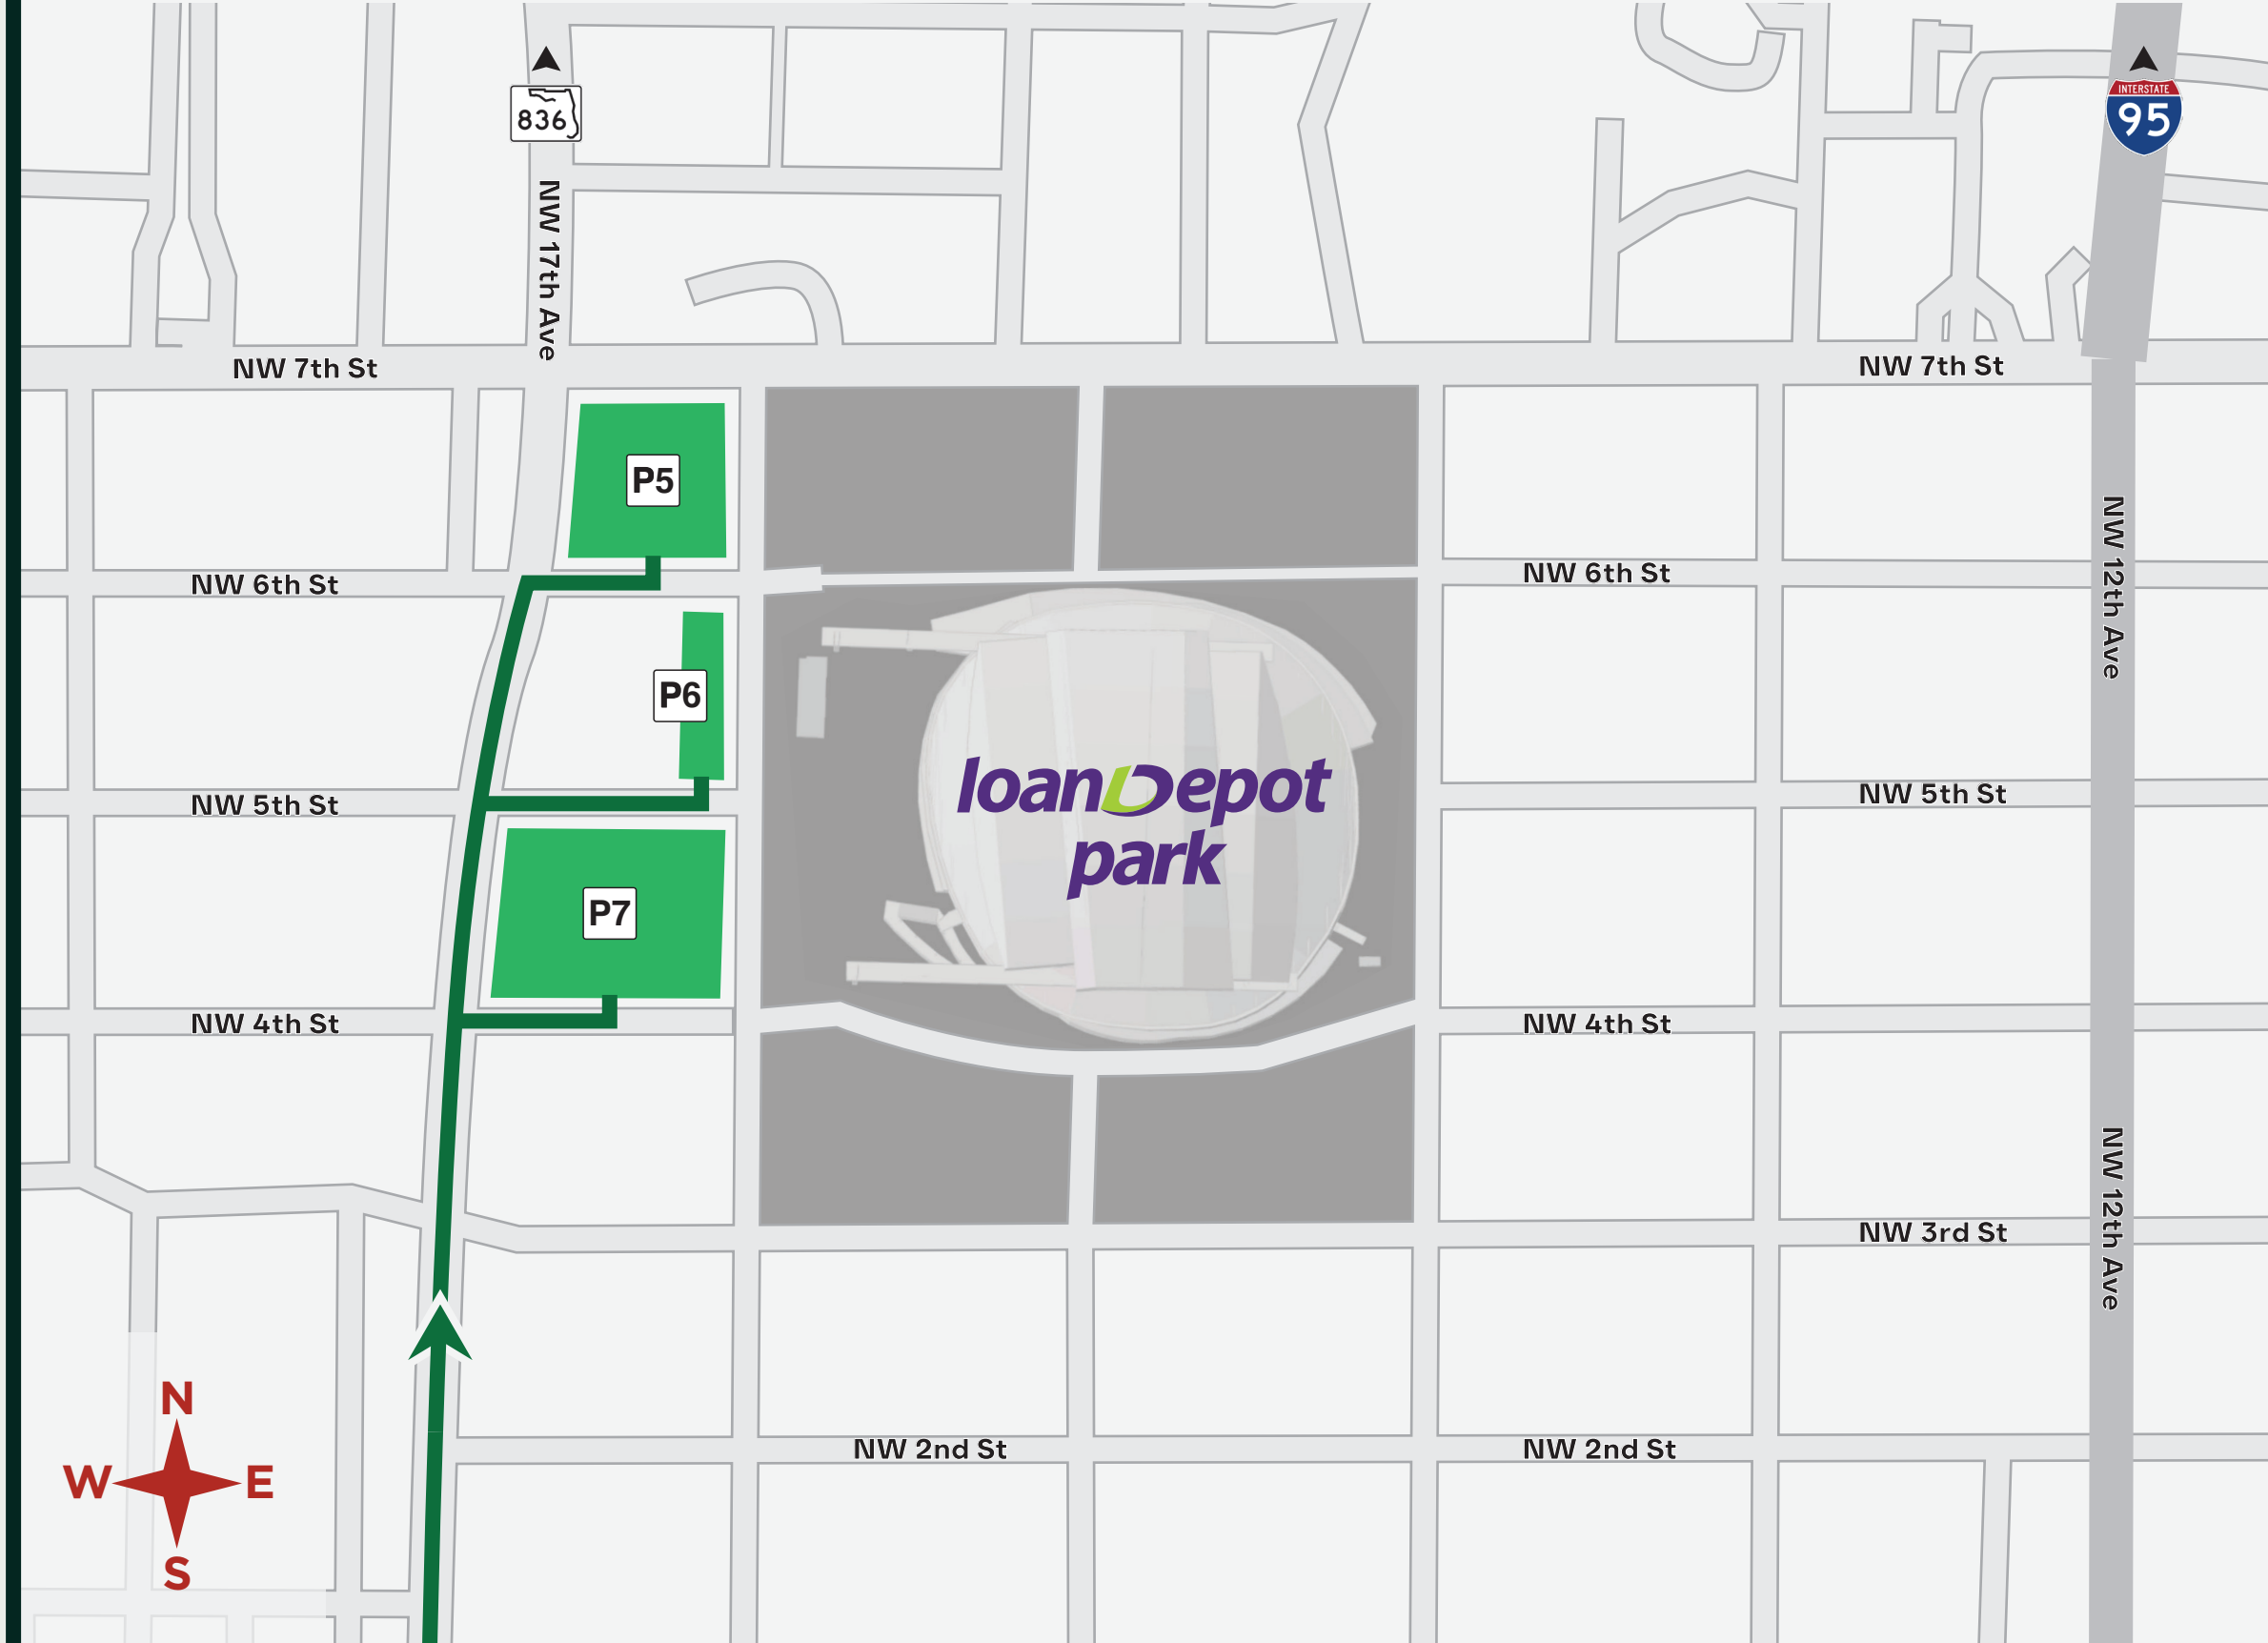 836
INTERSTATE
95
NW 17th Ave
NW 7th St
NW 7th St
P5
NW 6th St
NW 6th St
NW 12th Ave
P6
loanDepot
park
NW 5th St
NW 5th St
P7
NW 4th St
NW 4th St
NW 12th Ave
NW 3rd St
N
W
E
S
NW 2nd St
NW 2nd St